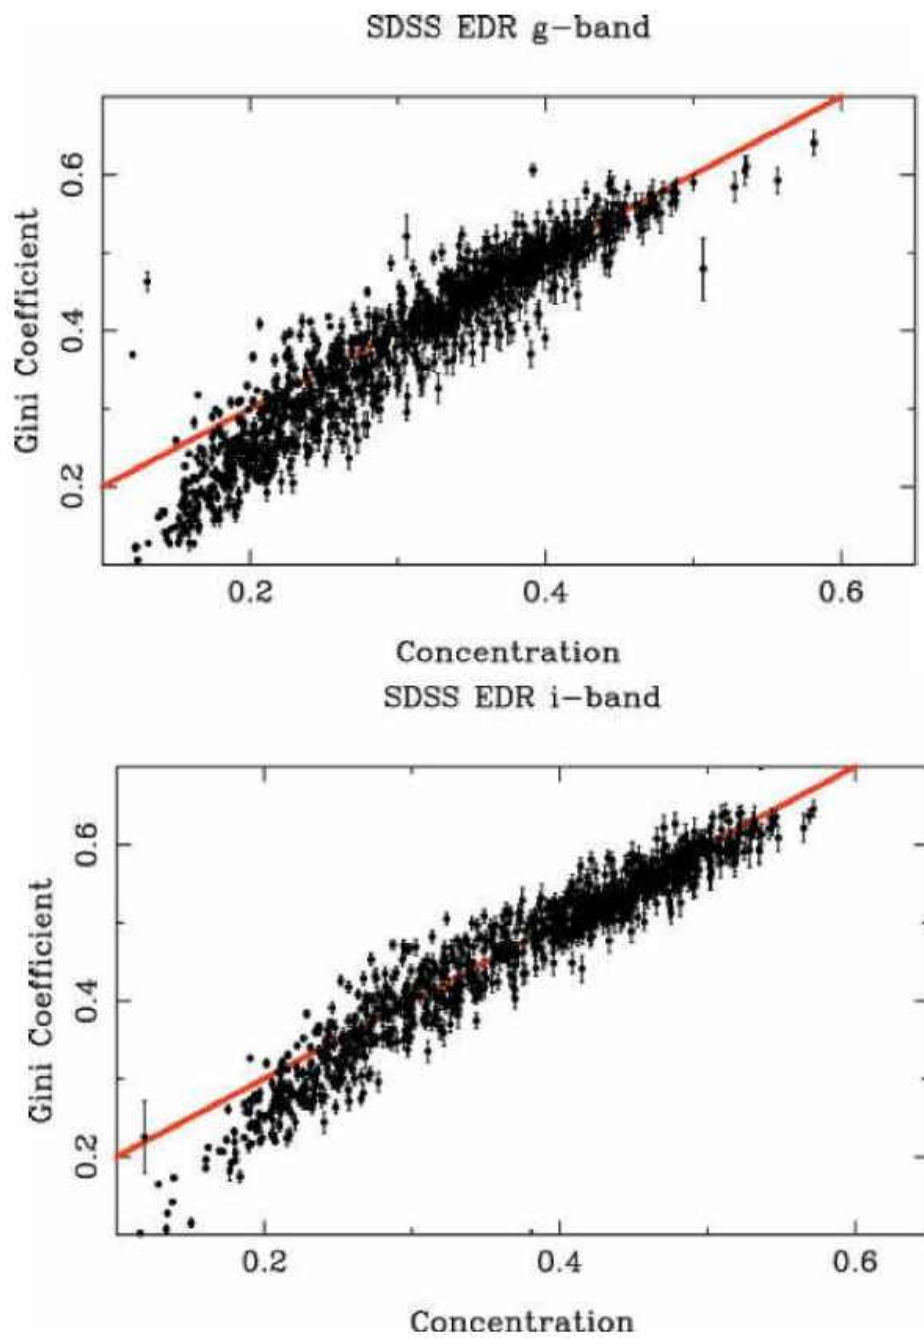 SDSS EDR g-band
Gini Coefficient
0.6
0.4
0.2
0.2 0.4 0.6
Concentration
SDSS EDR i-band
Gini Coefficient
0.6
0.4
0.2
0.2 0.4 0.6
Concentration